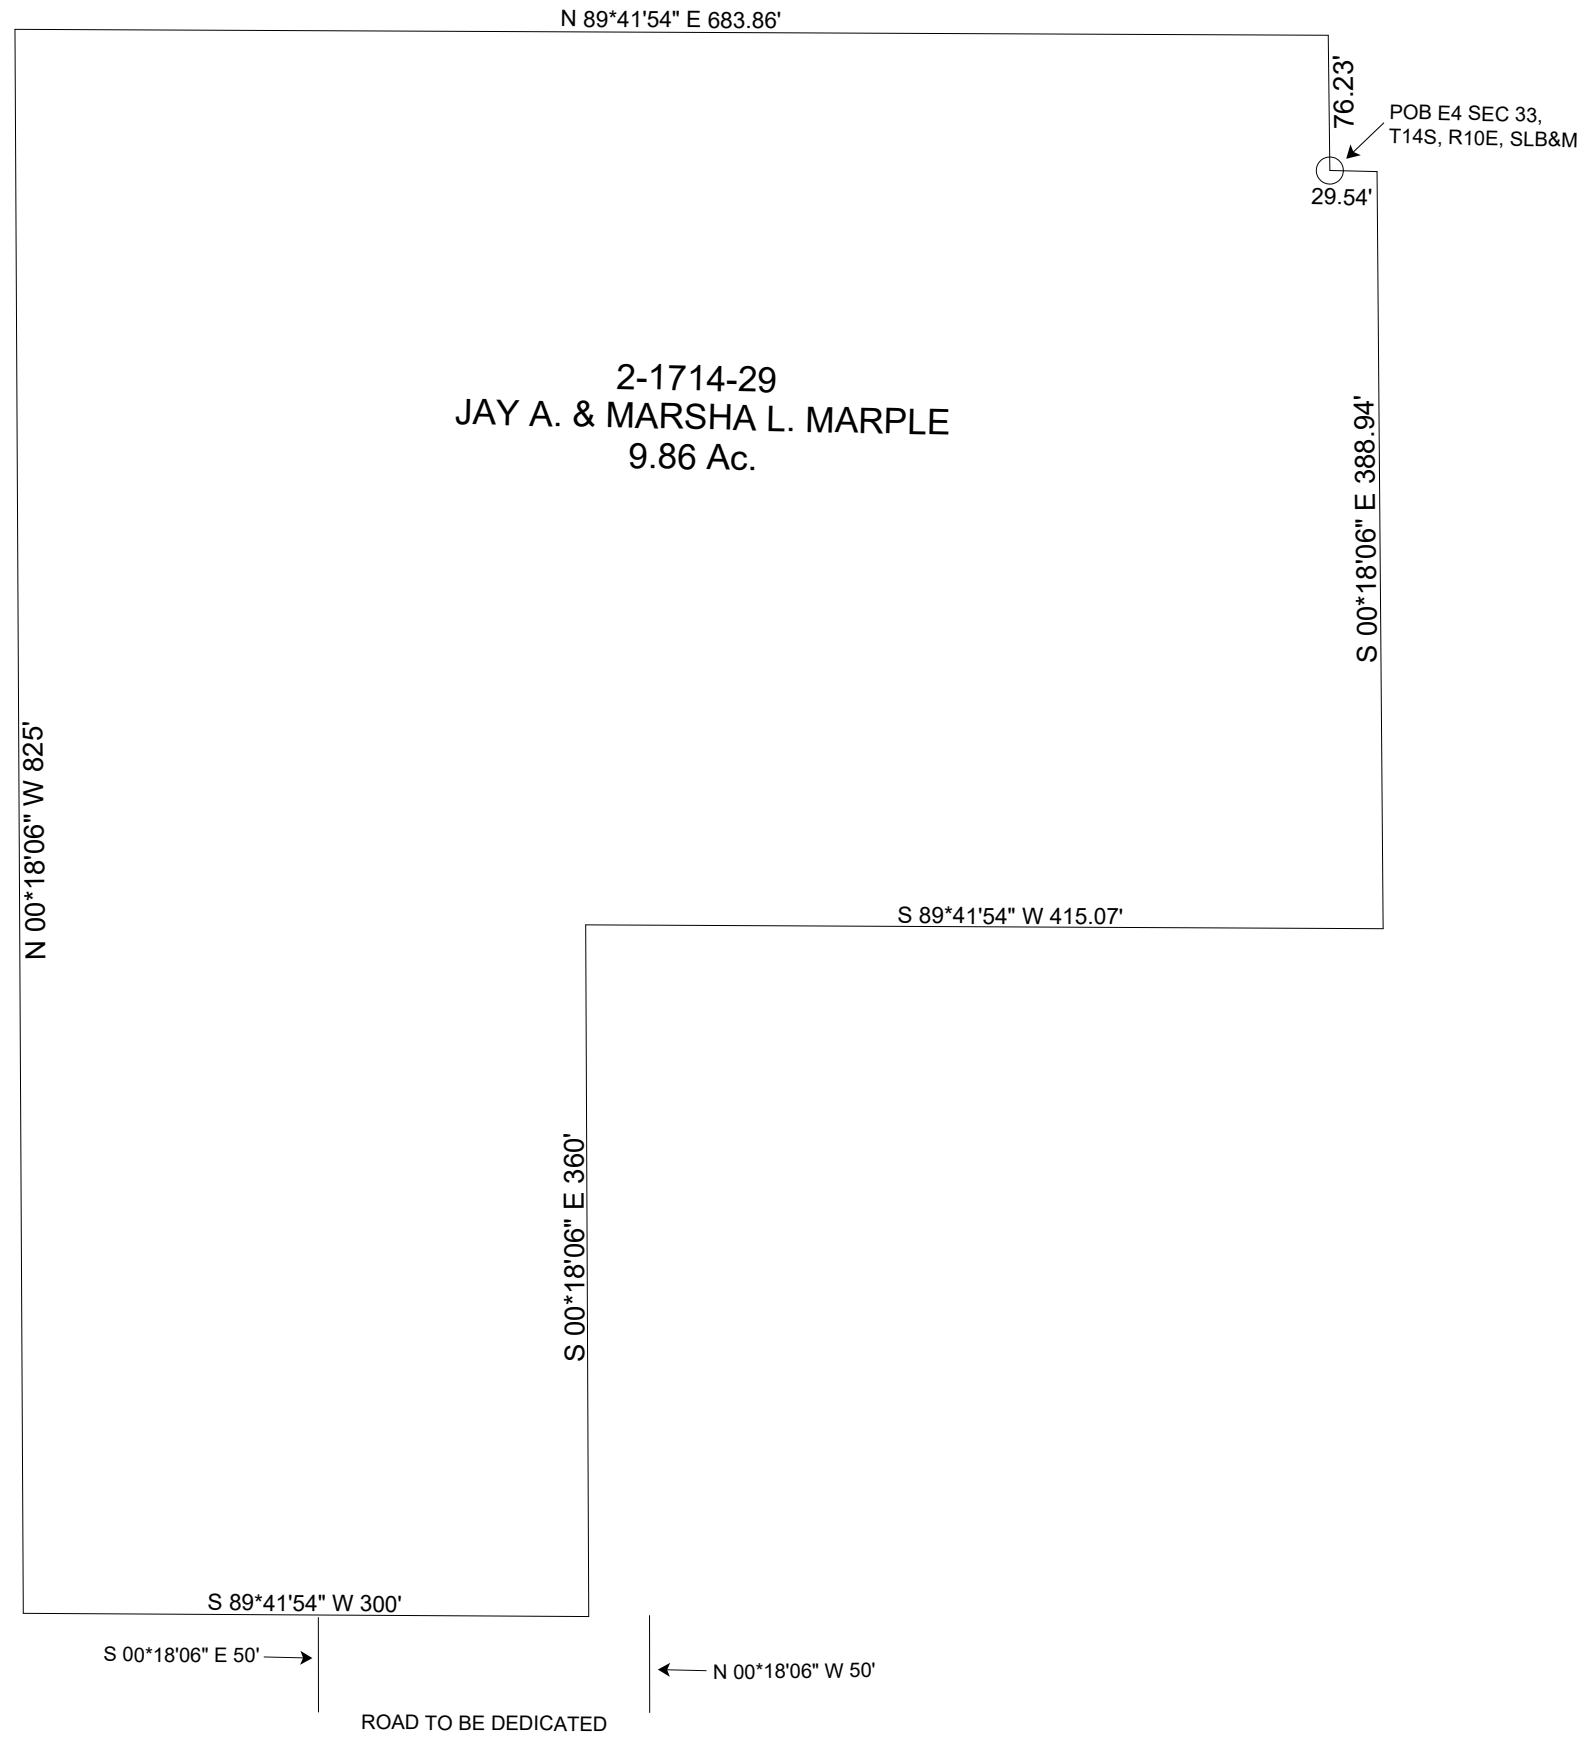 N 89*41'54" E 683.86'
76.23'
POB E4 SEC 33,
T14S, R10E, SLB&M
29.54'
2-1714-29
JAY A. & MARSHA L. MARPLE
9.86 Ac.
S 00*18'06" E 388.94'
N 00*18'06" W 825'
S 89*41'54" W 415.07'
S 00*18'06" E 360'
S 89*41'54" W 300'
S 00*18'06" E 50'
N 00*18'06" W 50'
ROAD TO BE DEDICATED